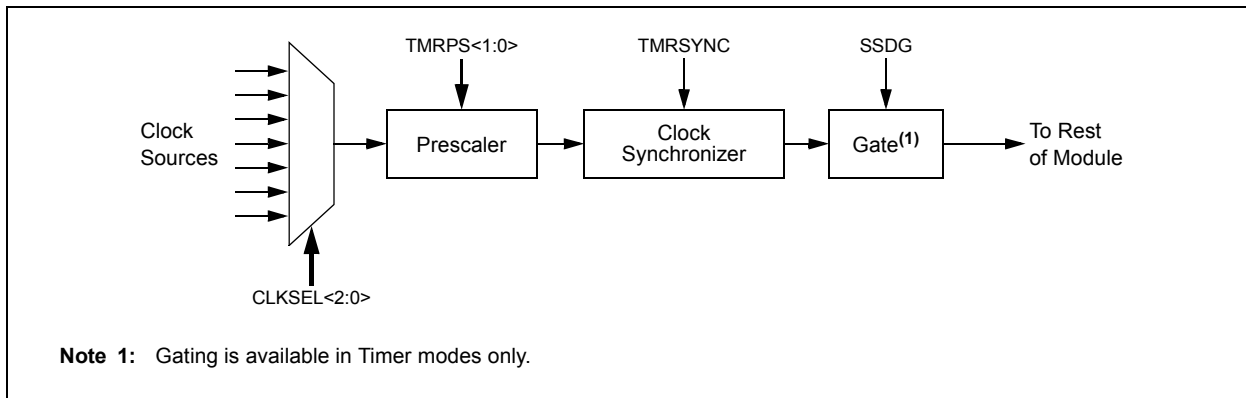 TMRPS<1:0>
TMRSYNC
SSDG
Clock
Sources
Prescaler
Clock
Synchronizer
Gate(1)
To Rest
of Module
CLKSEL<2:0>
Note 1: Gating is available in Timer modes only.